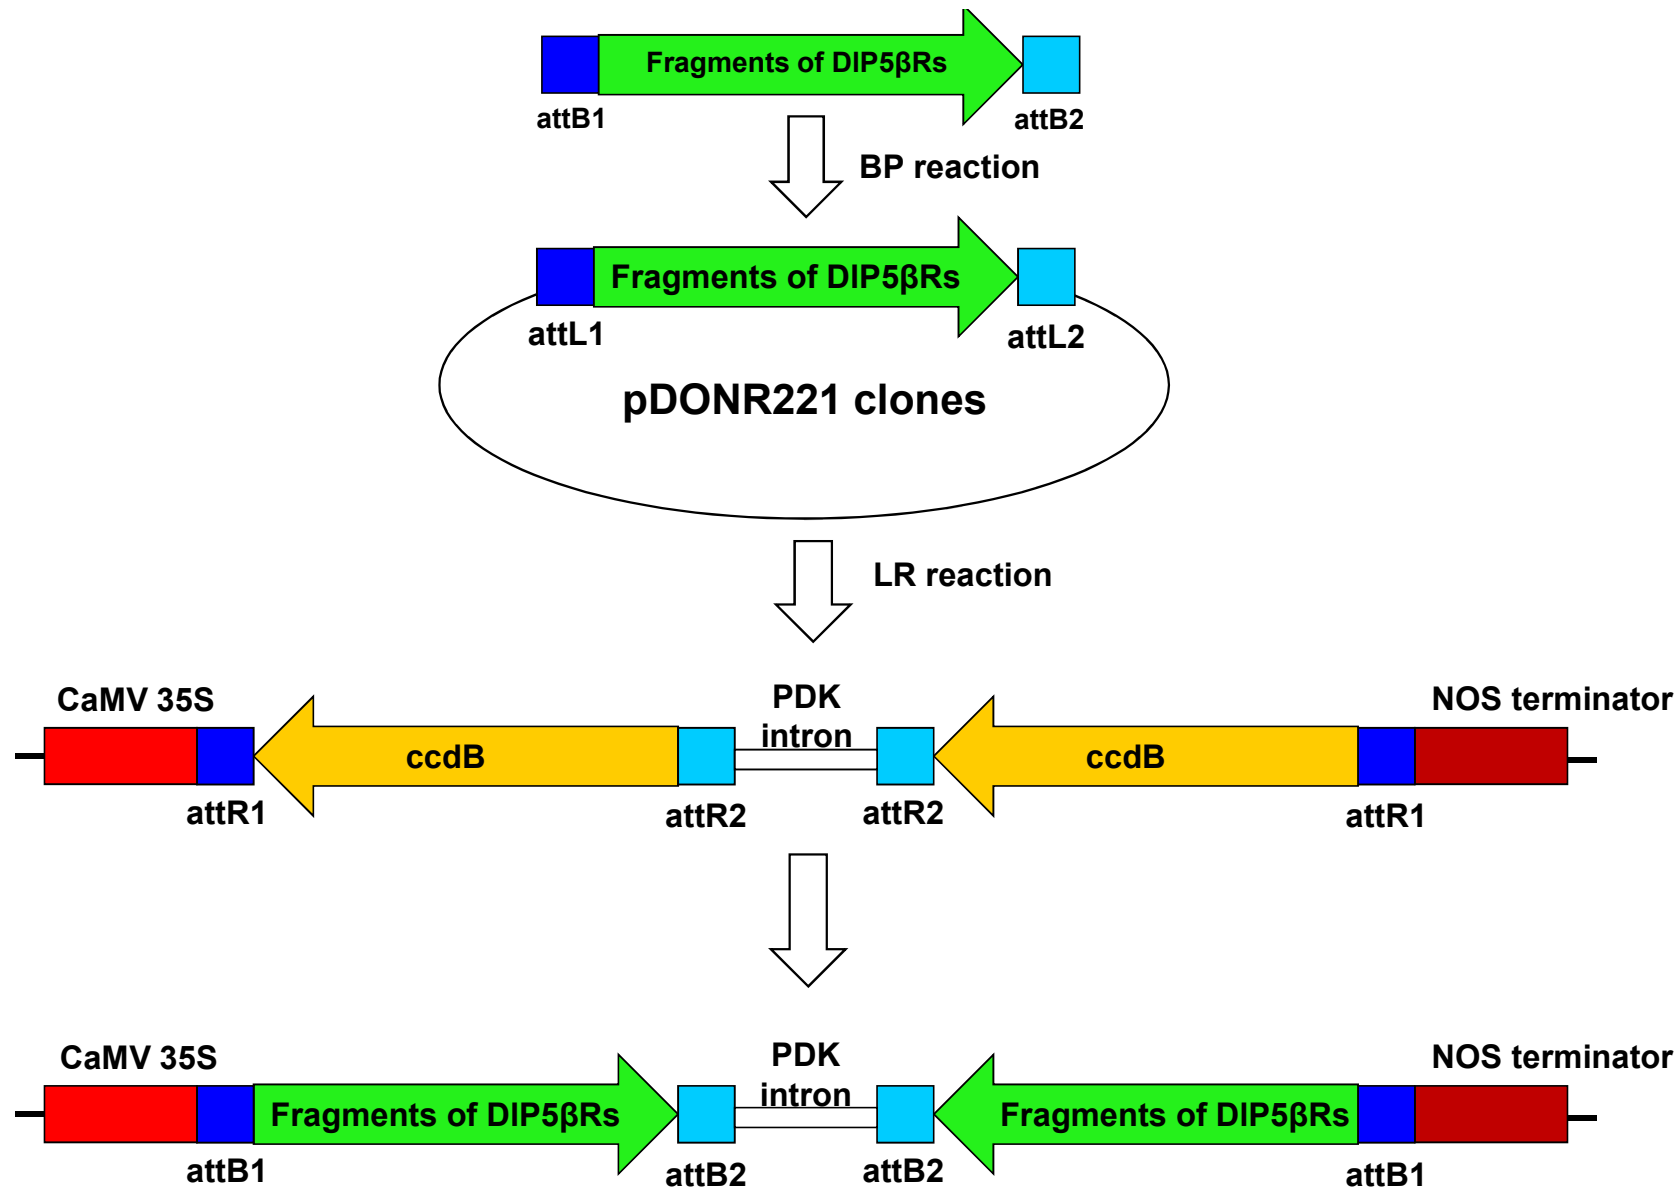 Fragments of DIP5βRs
attB1
attB2
BP reaction
Fragments of DIP5βRs
attL1
attL2
pDONR221 clones
LR reaction
CaMV 35S
PDK
intron
NOS terminator
ccdB
ccdB
attR1
attR2
attR2
attR1
CaMV 35S
PDK
intron
NOS terminator
Fragments of DIP5βRs
Fragments of DIP5βRs
attB1
attB2
attB2
attB1